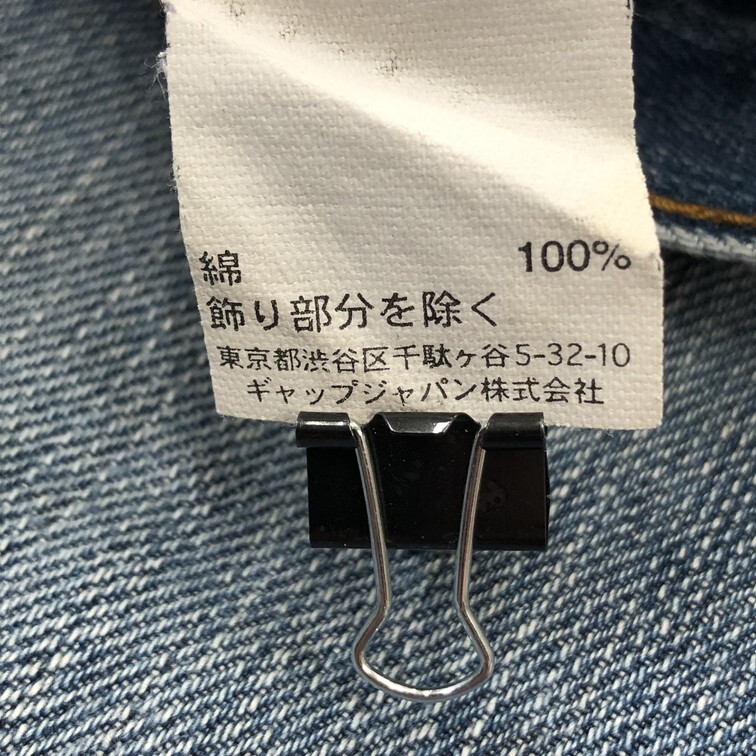 綿 100%
飾り部分を除く
東京都渋谷区千駄ヶ谷5-32-10
ギャップジャパン株式会社